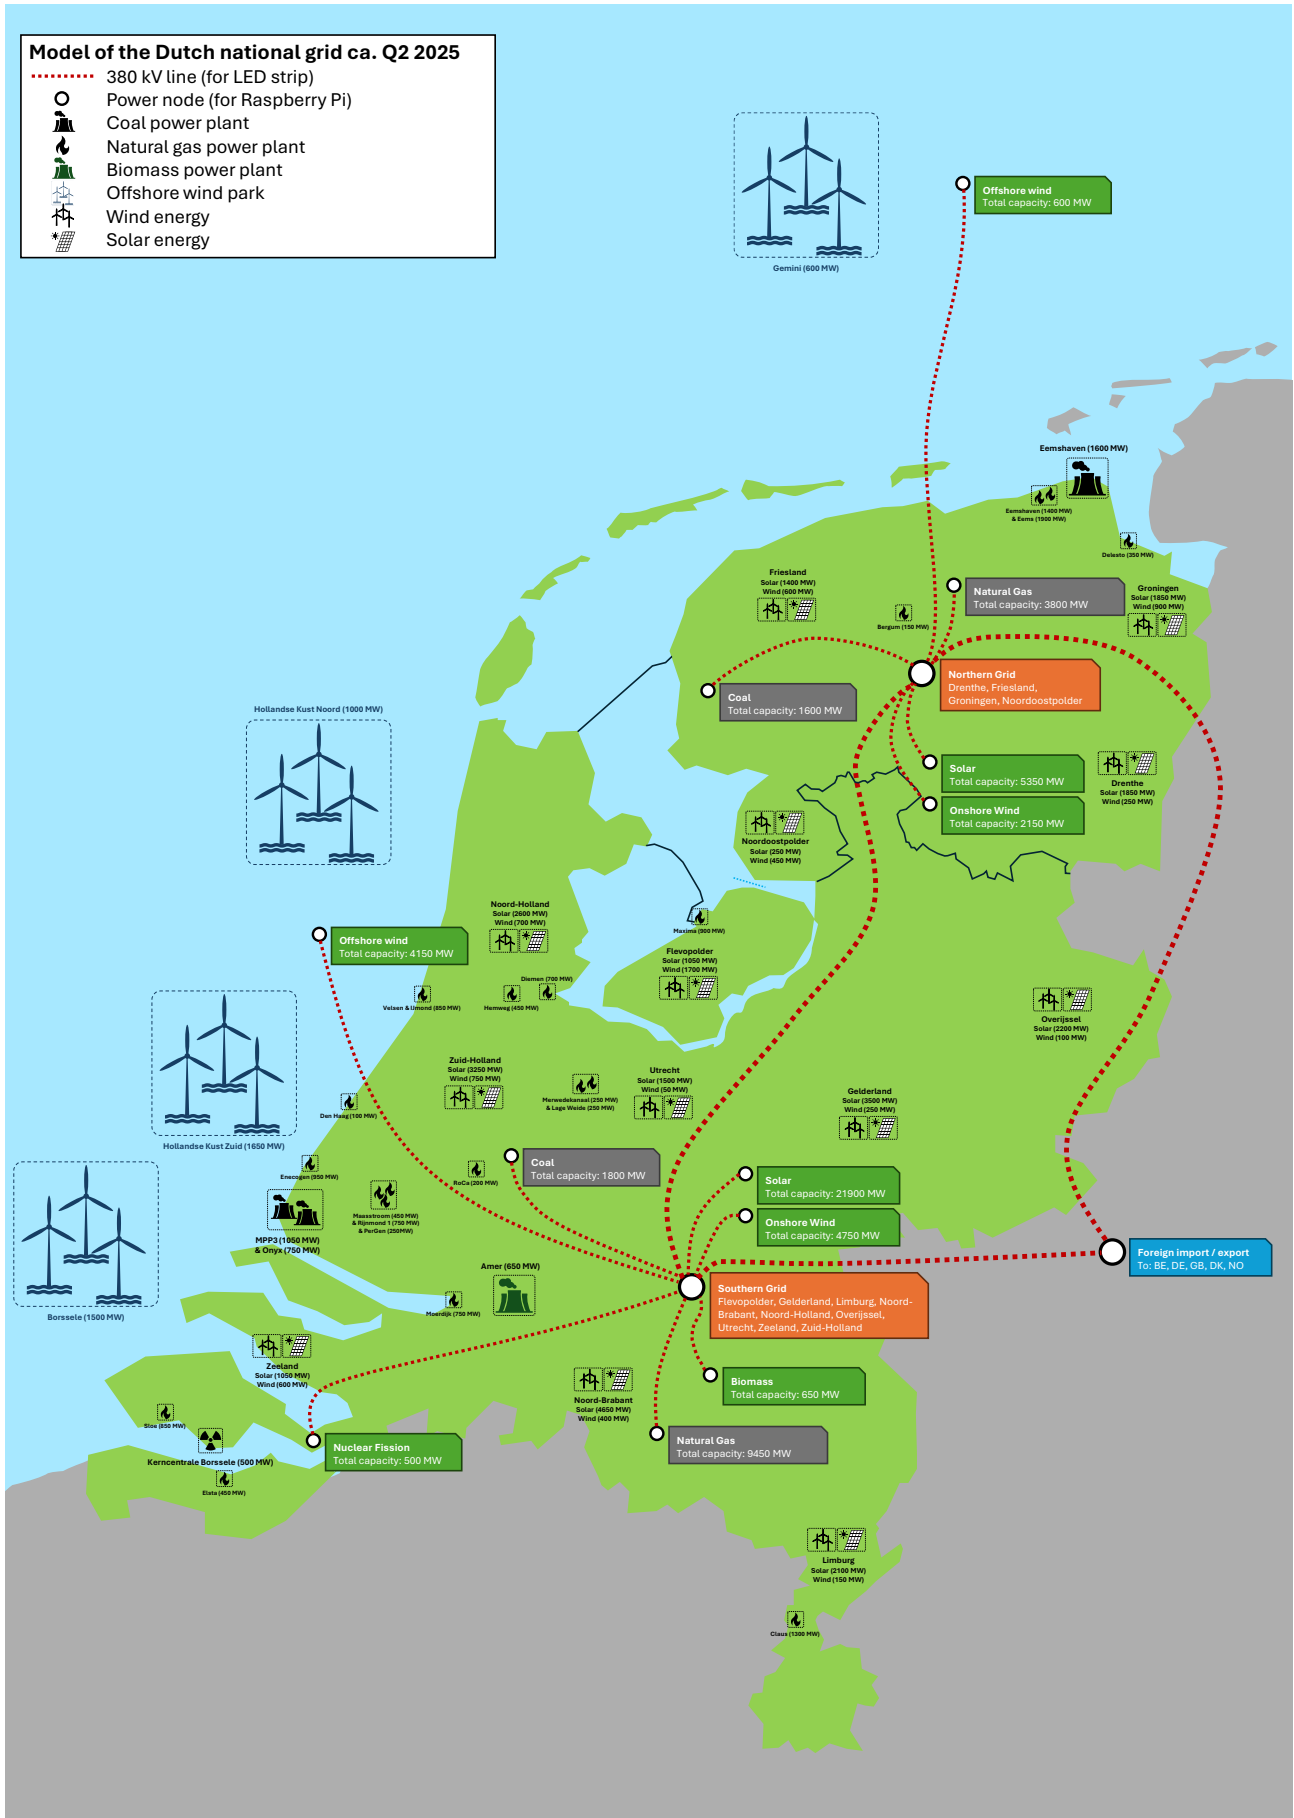 Model of the Dutch national grid ca. Q2 2025
380 kV line (for LED strip)
Power node (for Raspberry Pi)
Coal power plant
Natural gas power plant
Biomass power plant
Offshore wind park
Wind energy
Solar energy
Gemini (600 MW)
Offshore wind
Total capacity: 600 MW
Eemshaven (1600 MW)
Eemshaven (1400 MW)
& Eems (1900 MW)
Delesto (350 MW)
Friesland
Solar (1400 MW)
Wind (600 MW)
Bergum (150 MW)
Natural Gas
Total capacity: 3800 MW
Groningen
Solar (1850 MW)
Wind (900 MW)
Northern Grid
Drenthe, Friesland,
Groningen, Noordoostpolder
Coal
Total capacity: 1600 MW
Hollandse Kust Noord (1000 MW)
Solar
Total capacity: 5350 MW
Onshore Wind
Total capacity: 2150 MW
Drenthe
Solar (1850 MW)
Wind (250 MW)
Noordoostpolder
Solar (250 MW)
Wind (450 MW)
Noord-Holland
Solar (2600 MW)
Wind (700 MW)
Maxima (900 MW)
Offshore wind
Total capacity: 4150 MW
Flevopolder
Solar (1050 MW)
Wind (1700 MW)
Diemen (700 MW)
Velsen & IJmond (850 MW)
Hemweg (450 MW)
Overijssel
Solar (2200 MW)
Wind (100 MW)
Zuid-Holland
Solar (3250 MW)
Wind (750 MW)
Merwedekanaal (250 MW)
& Lage Weide (250 MW)
Utrecht
Solar (1500 MW)
Wind (50 MW)
Gelderland
Solar (3500 MW)
Wind (250 MW)
Den Haag (100 MW)
Hollandse Kust Zuid (1650 MW)
Enecogen (950 MW)
RoCa (200 MW)
Coal
Total capacity: 1800 MW
Solar
Total capacity: 21900 MW
Onshore Wind
Total capacity: 4750 MW
Maasstroom (450 MW)
& Rijnmond 1 (750 MW)
& PerGen (250MW)
MPP3 (1050 MW)
& Onyx (750 MW)
Foreign import / export
To: BE, DE, GB, DK, NO
Amer (650 MW)
Southern Grid
Flevopolder, Gelderland, Limburg, Noord-
Brabant, Noord-Holland, Overijssel,
Utrecht, Zeeland, Zuid-Holland
Moerdijk (750 MW)
Borssele (1500 MW)
Zeeland
Solar (1050 MW)
Wind (600 MW)
Biomass
Total capacity: 650 MW
Noord-Brabant
Solar (4650 MW)
Wind (400 MW)
Sloe (850 MW)
Natural Gas
Total capacity: 9450 MW
Nuclear Fission
Total capacity: 500 MW
Kerncentrale Borssele (500 MW)
Elsta (450 MW)
Limburg
Solar (2100 MW)
Wind (150 MW)
Claus (1300 MW)